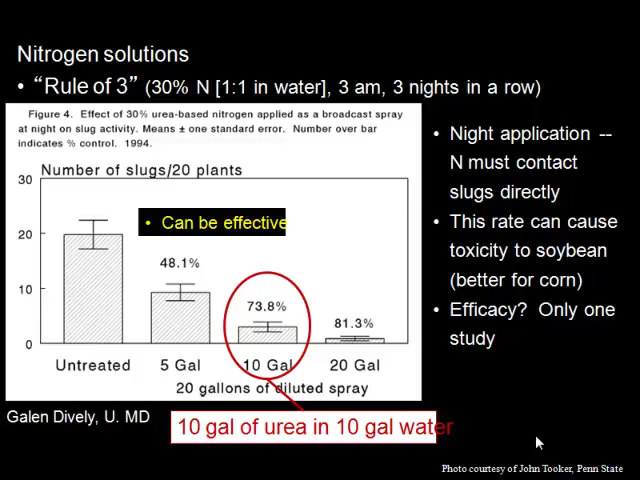 Nitrogen solutions
• “Rule of 3” (30% N [1:1 in water], 3 am, 3 nights in a row)
Figure 4. Effect of 30% urea-based nitrogen applied as a broadcast spray
at night on slug activity. Means ± one standard error. Number over bar
indicates % control. 1994.
Number of slugs/20 plants
30
20
10
0
• Can be effective
48.1%
73.8%
81.3%
Untreated 5 Gal 10 Gal 20 Gal
20 gallons of diluted spray
• Night application --
N must contact
slugs directly
• This rate can cause
toxicity to soybean
(better for corn)
• Efficacy? Only one
study
Galen Dively, U. MD
10 gal of urea in 10 gal water
Photo courtesy of John Tooker, Penn State